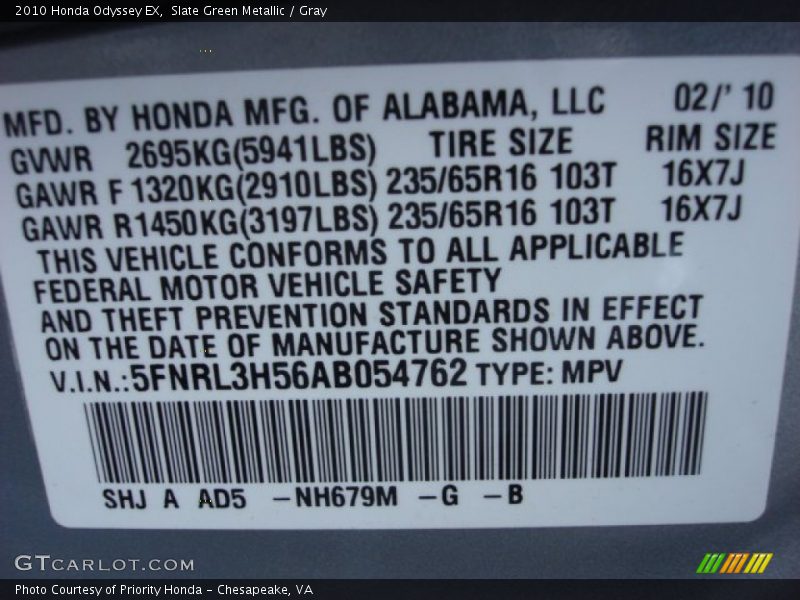 2010 Honda Odyssey EX, Slate Green Metallic / Gray
MFD. BY HONDA MFG. OF ALABAMA, LLC 02/' 10
GVWR 2695KG(5941LBS) TIRE SIZE RIM SIZE
GAWR F 1320KG(2910LBS) 235/65R16 103T 16X7J
GAWR R1450KG(3197LBS) 235/65R16 103T 16X7J
THIS VEHICLE CONFORMS TO ALL APPLICABLE
FEDERAL MOTOR VEHICLE SAFETY
AND THEFT PREVENTION STANDARDS IN EFFECT
ON THE DATE OF MANUFACTURE SHOWN ABOVE.
V.I.N.:5FNRL3H56AB054762 TYPE: MPV
SHJ A AD5 -NH679M -G -B
GTCARLOT.COM
Photo Courtesy of Priority Honda - Chesapeake, VA